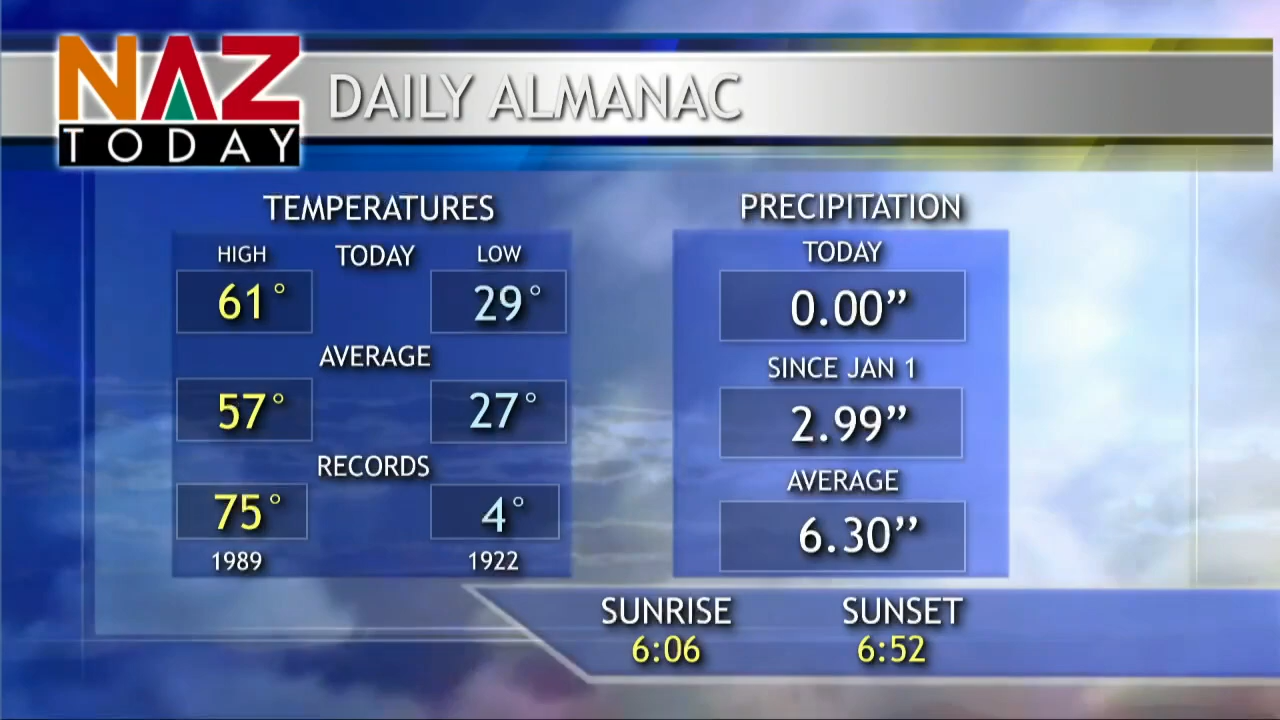 NAZ
TODAY
DAILY ALMANAC
TEMPERATURES
HIGH TODAY LOW
61° 29°
AVERAGE
57° 27°
RECORDS
75° 4°
1989 1922
PRECIPITATION
TODAY
0.00”
SINCE JAN 1
2.99”
AVERAGE
6.30’’
SUNRISE SUNSET
6:06 6:52